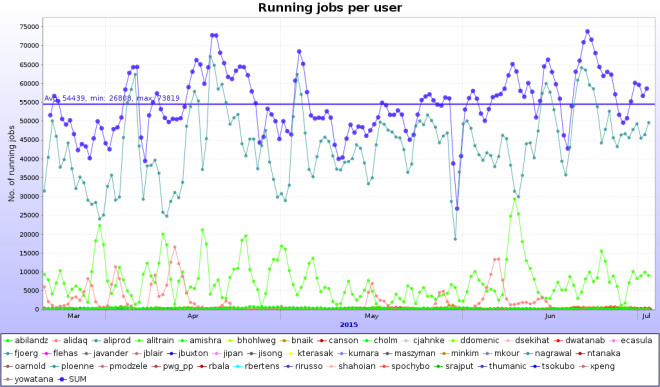 Running jobs per user
No. of running jobs
75000
70000
65000
60000
55000
50000
45000
40000
35000
30000
25000
20000
15000
10000
5000
0
Avg: 54439, min: 26808, max: 73819
Mar Apr May Jun Jul
2015
abilandz alidaq aliprod alitrain amishra bhohlweg bnaik canson cholm cjahnke ddomenic dsekihat dwatanab ecasula
fjoerg flehas javander jblair jbuxton jipan jisong kterasak kumara maszyman minkim mkour nagrawal ntanaka
oarnold ploenne pmodzele pwg_pp rbala rbertens rirusso shahoian spochybo srajput thumanic tsokubo xpeng
yowatana SUM